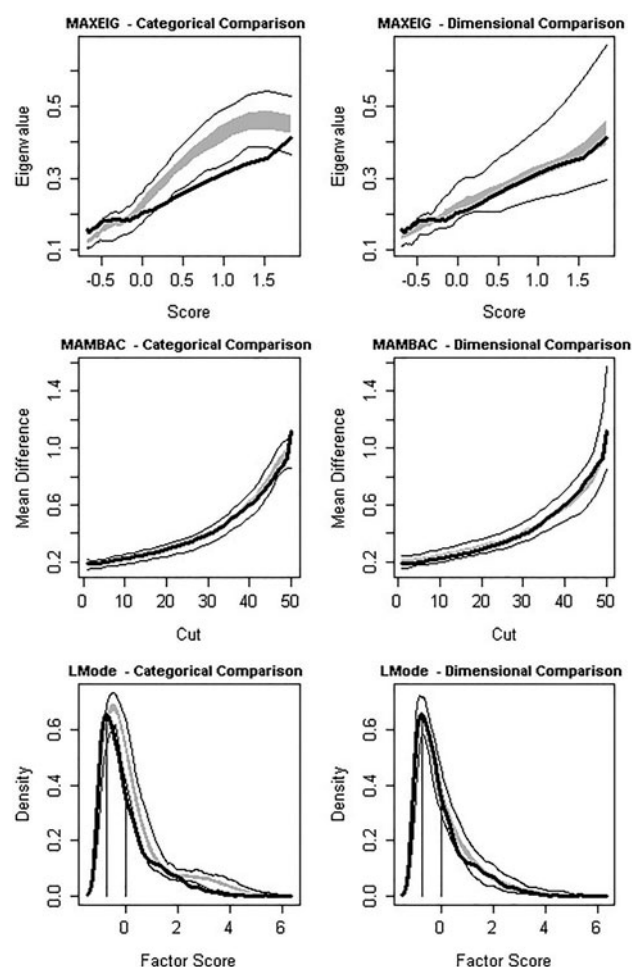 MAXEIG - Categorical Comparison
Eigenvalue
0.1 0.3 0.5
-0.5 0.0 0.5 1.0 1.5
Score
MAXEIG - Dimensional Comparison
Eigenvalue
0.1 0.3 0.5
-0.5 0.0 0.5 1.0 1.5
Score
MAMBAC - Categorical Comparison
Mean Difference
0.2 0.6 1.0 1.4
0 10 20 30 40 50
Cut
MAMBAC - Dimensional Comparison
Mean Difference
0.2 0.6 1.0 1.4
0 10 20 30 40 50
Cut
LMode - Categorical Comparison
Density
0.0 0.2 0.4 0.6
0 2 4 6
Factor Score
LMode - Dimensional Comparison
Density
0.0 0.2 0.4 0.6
0 2 4 6
Factor Score